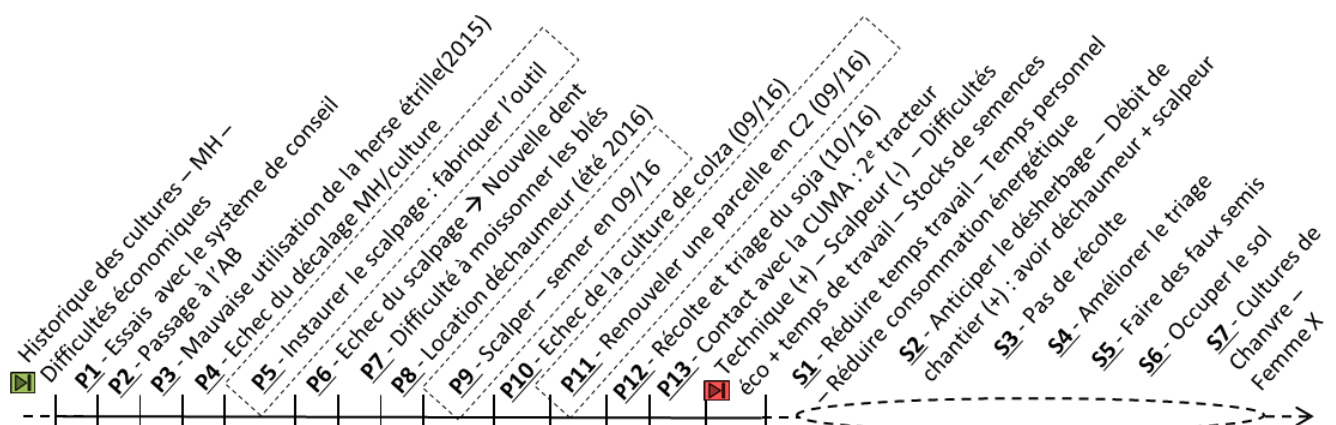 Historique des cultures – MH –
Difficultés économiques
P1 - Essais avec le système de conseil
P2 - Passage à l'AB
P3 - Mauvaise utilisation de la herse étrille(2015)
P4 - Echec du décalage MH/culture
P5 - Instaurer le scalpage : fabriquer l'outil
P6 - Echec du scalpage → Nouvelle dent
P7 - Difficulté à moissonner les blés
P8 - Location déchaumeur (été 2016)
P9 - Scalper – semer en 09/16
P10 - Echec de la culture de colza (09/16)
P11 - Renouveler une parcelle en C2 (09/16)
P12 - Récolte et triage du soja (10/16)
P13 - Contact avec la CUMA : 2e tracteur
Technique (+) – Scalpeur (-) – Difficultés
éco + temps de travail – Stocks de semences
S1 - Réduire temps travail – Temps personnel
– Réduire consommation énergétique
S2 - Anticiper le désherbage – Débit de
chantier (+) : avoir déchaumeur + scalpeur
S3 - Pas de récolte
S4 - Améliorer le triage
S5 - Faire des faux semis
S6 - Occuper le sol
S7 - Cultures de
Chanvre –
Femme X